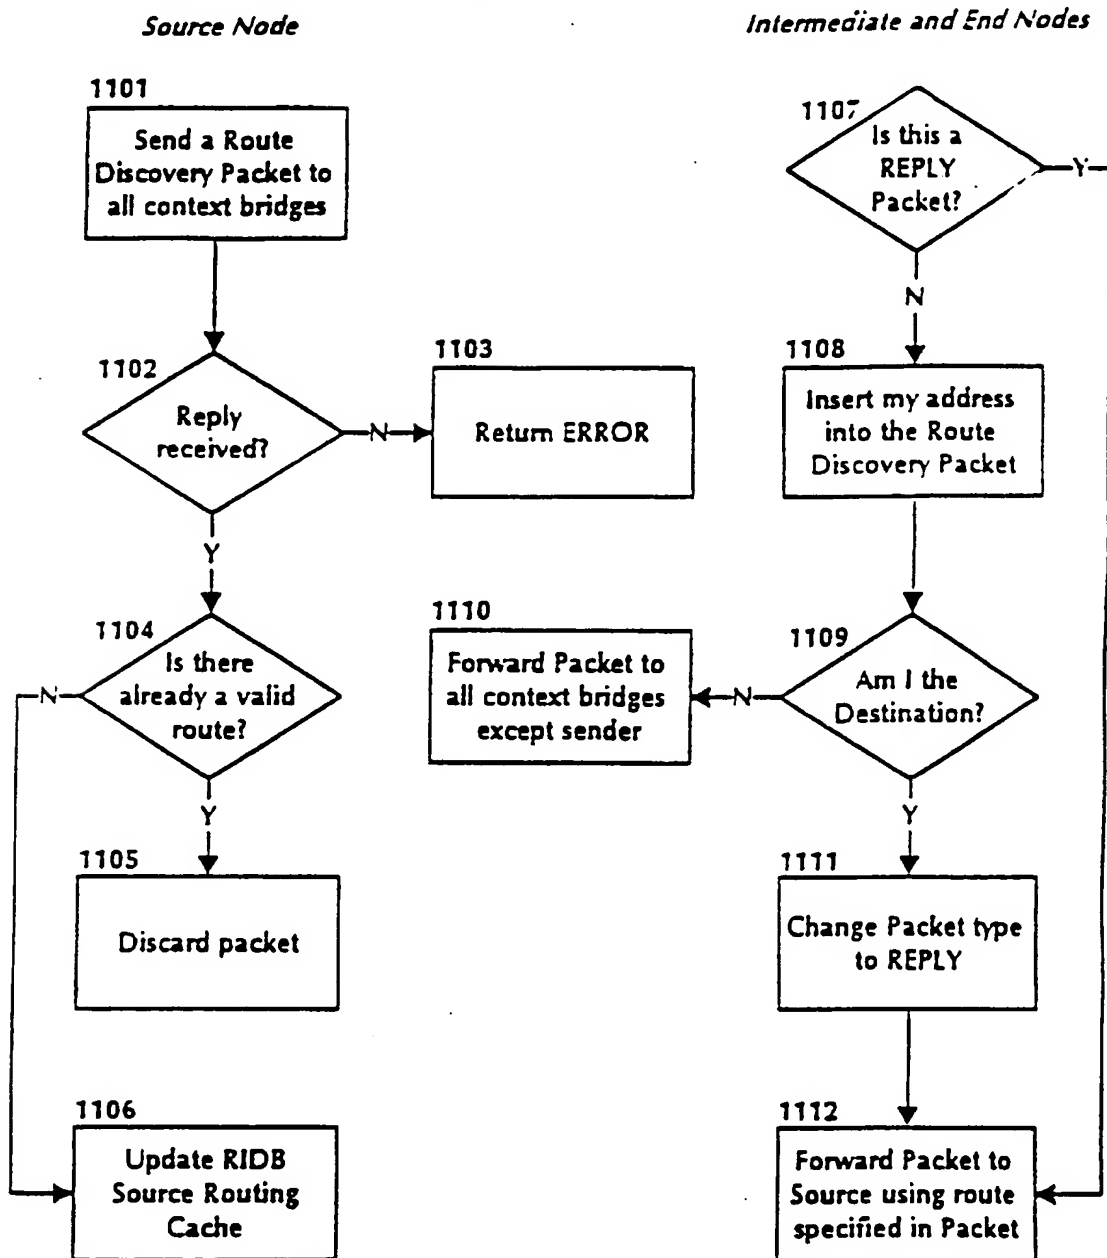 Source Node
1101
Send a Route
Discovery Packet to
all context bridges
1102
Reply
received?
N
1103
Return ERROR
Y
1104
Is there
already a valid
route?
N
Y
1105
Discard packet
1106
Update RIDB
Source Routing
Cache
Intermediate and End Nodes
1107
Is this a
REPLY
Packet?
Y
N
1108
Insert my address
into the Route
Discovery Packet
1109
Am I the
Destination?
N
1110
Forward Packet to
all context bridges
except sender
Y
1111
Change Packet type
to REPLY
1112
Forward Packet to
Source using route
specified in Packet